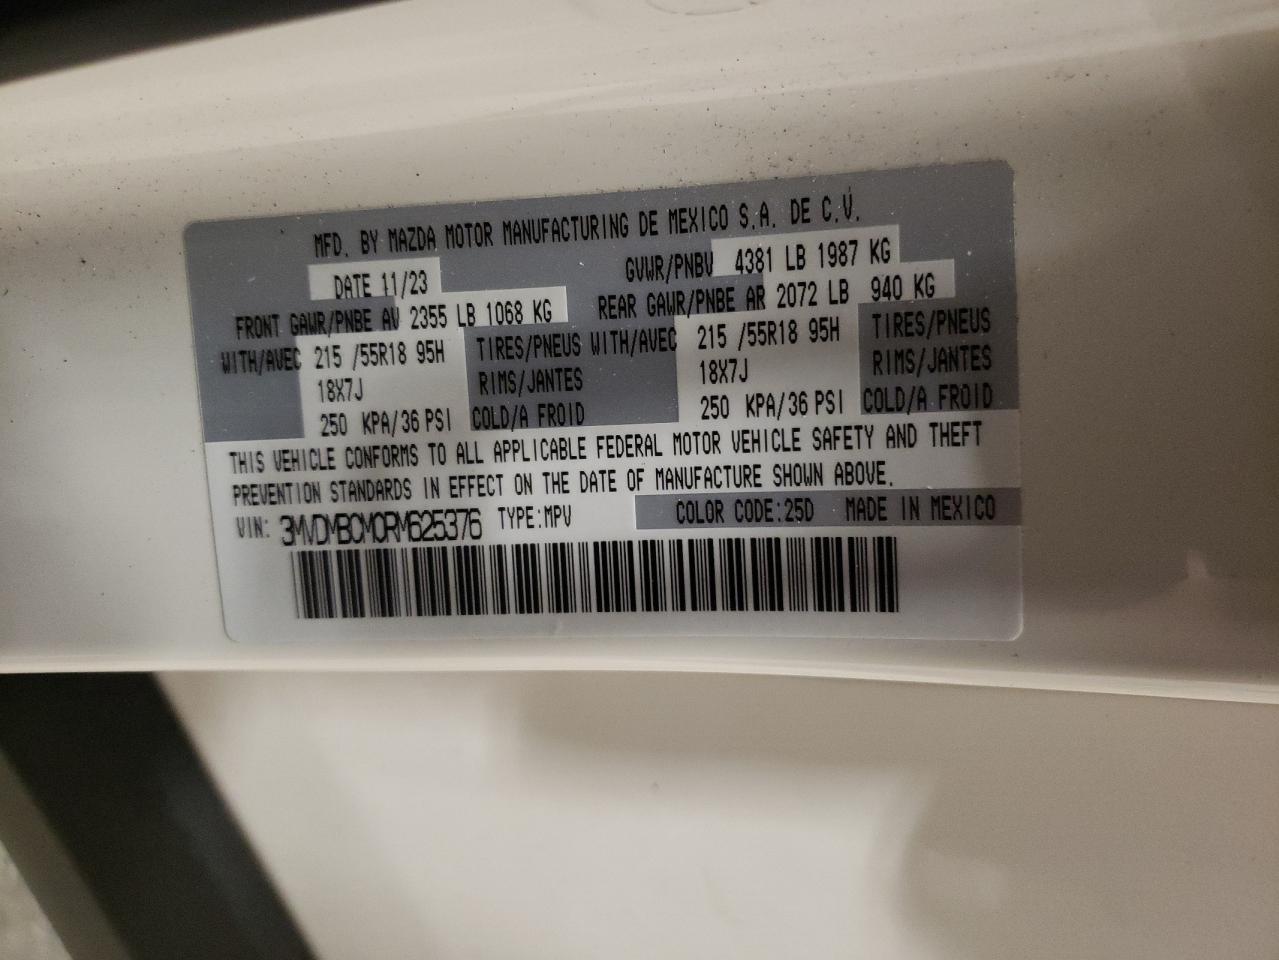 MFD. BY MAZDA MOTOR MANUFACTURING DE MEXICO S.A. DE C.V.
DATE 11/23 GVWR/PNBV 4381 LB 1987 KG
FRONT GAWR/PNBE AV 2355 LB 1068 KG REAR GAWR/PNBE AR 2072 LB 940 KG
WITH/AVEC 215 /55R18 95H TIRES/PNEUS WITH/AVEC 215 /55R18 95H TIRES/PNEUS
18X7J RIMS/JANTES 18X7J RIMS/JANTES
250 KPA/36 PSI COLD/A FROID 250 KPA/36 PSI COLD/A FROID
THIS VEHICLE CONFORMS TO ALL APPLICABLE FEDERAL MOTOR VEHICLE SAFETY AND THEFT
PREVENTION STANDARDS IN EFFECT ON THE DATE OF MANUFACTURE SHOWN ABOVE.
VIN: 3MVDMBCM0RM625376 TYPE:MPV COLOR CODE:25D MADE IN MEXICO